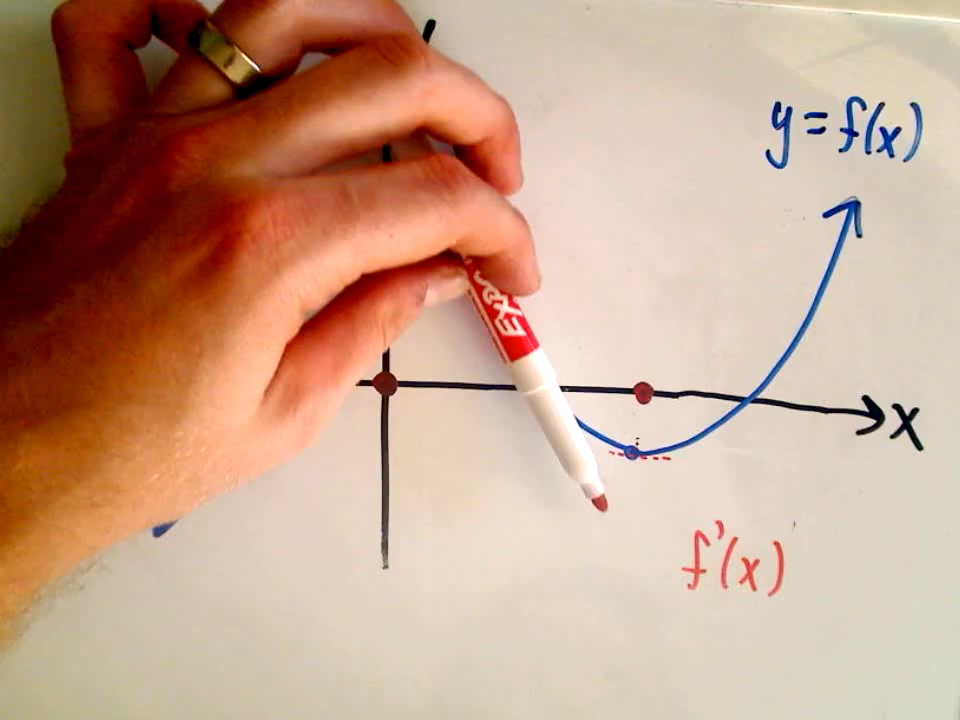 y = f(x)
EXPO
X
f'(x)